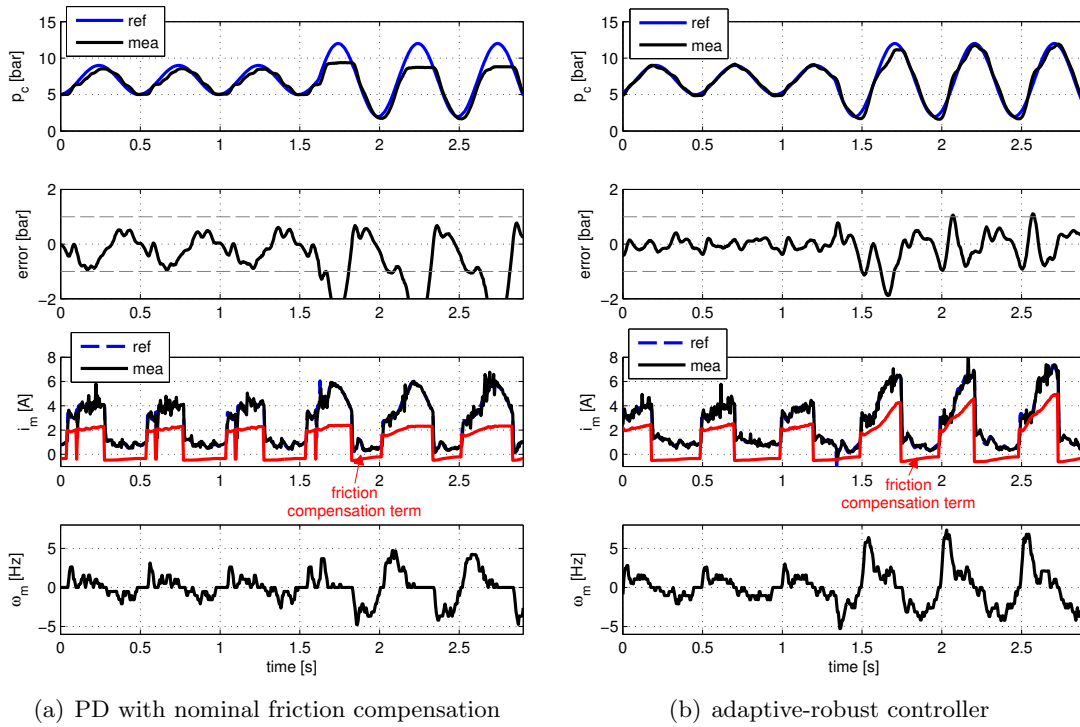 ref
mea
15
10
5
0
p_c [bar]
0 0.5 1 1.5 2 2.5
2
0
−2
error [bar]
0 0.5 1 1.5 2 2.5
ref
mea
8
6
4
2
0
i_m [A]
0 0.5 1 1.5 2 2.5
friction
compensation term
5
0
−5
ω_m [Hz]
0 0.5 1 1.5 2 2.5
time [s]
(a) PD with nominal friction compensation
ref
mea
15
10
5
0
p_c [bar]
0 0.5 1 1.5 2 2.5
2
0
−2
error [bar]
0 0.5 1 1.5 2 2.5
ref
mea
8
6
4
2
0
i_m [A]
0 0.5 1 1.5 2 2.5
friction
compensation term
5
0
−5
ω_m [Hz]
0 0.5 1 1.5 2 2.5
time [s]
(b) adaptive-robust controller